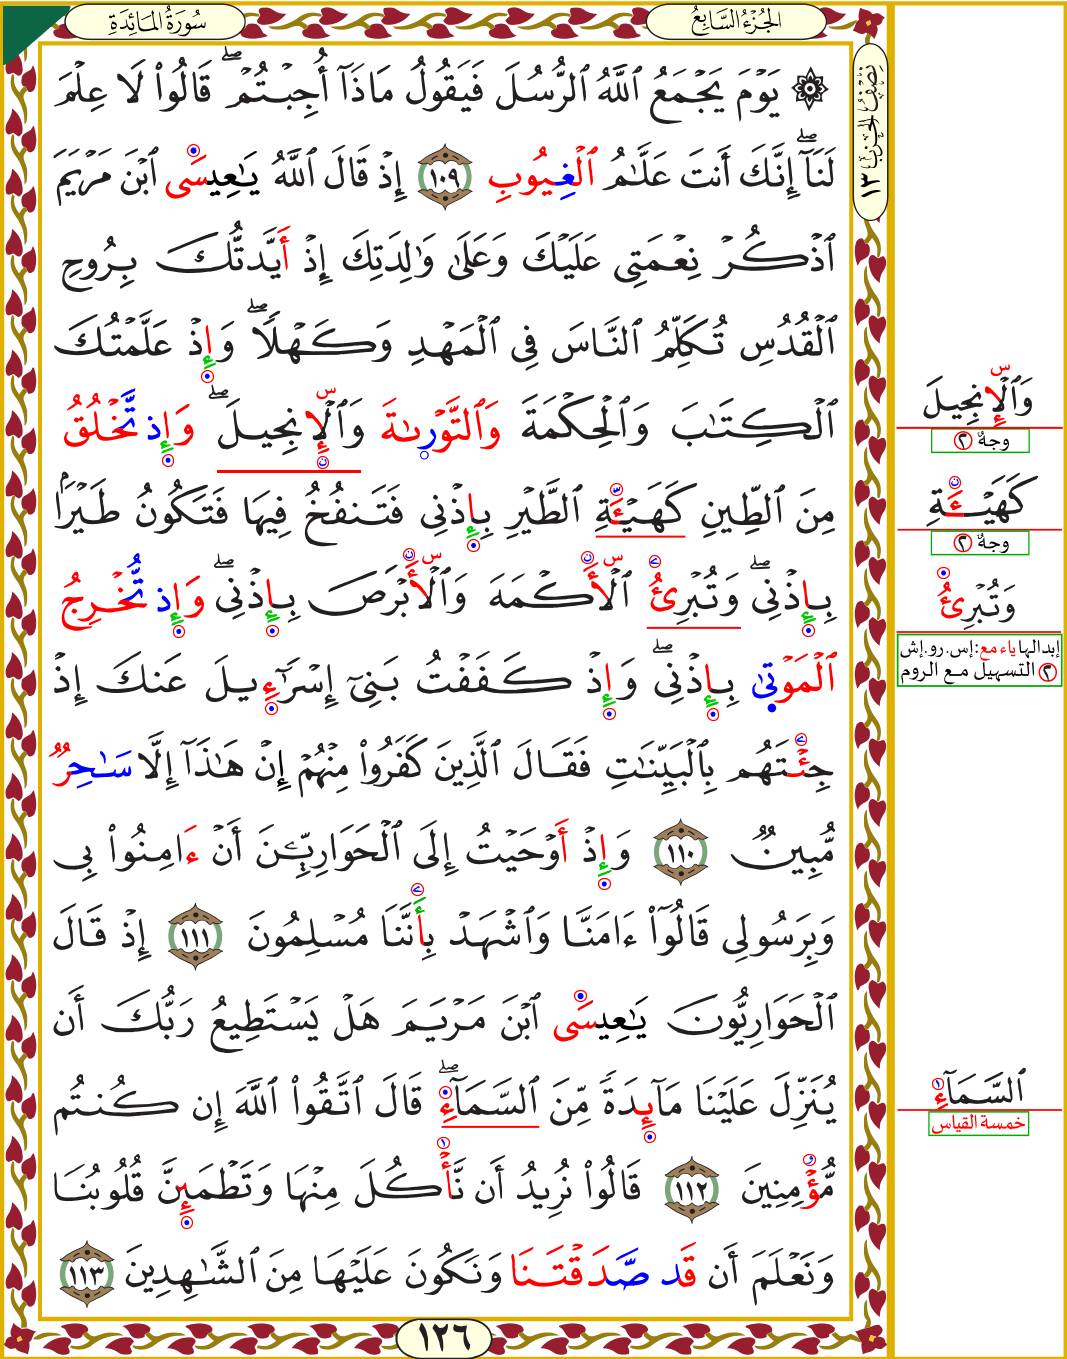 سُورَةُ المَائِدَةِ
الجُزْءُ السَّابِعُ
نِصْفُ الحِزْبِ ١٣
۞ يَوْمَ يَجْمَعُ ٱللَّهُ ٱلرُّسُلَ فَيَقُولُ مَاذَآ أُجِبْتُمْۖ قَالُواْ لَا عِلْمَ
لَنَآۖ إِنَّكَ أَنتَ عَلَّٰمُ ٱلْغِيُوبِ ١٠٩ إِذْ قَالَ ٱللَّهُ يَٰعِيسَى ٱبْنَ مَرْيَمَ
ٱذْكُرْ نِعْمَتِي عَلَيْكَ وَعَلَىٰ وَٰلِدَتِكَ إِذْ أَيَّدتُّكَ بِرُوحِ
ٱلْقُدُسِ تُكَلِّمُ ٱلنَّاسَ فِي ٱلْمَهْدِ وَكَهْلًاۖ وَإِذْ عَلَّمْتُكَ
ٱلْكِتَٰبَ وَٱلْحِكْمَةَ وَٱلتَّوْرِىٰةَ وَٱلْإِنجِيلَۖ وَإِذ تَّخْلُقُ
مِنَ ٱلطِّينِ كَهَيْـَٔةِ ٱلطَّيْرِ بِإِذْنِي فَتَنفُخُ فِيهَا فَتَكُونُ طَيْرًا
بِإِذْنِيۖ وَتُبْرِئُ ٱلْأَكْمَهَ وَٱلْأَبْرَصَ بِإِذْنِيۖ وَإِذ تُّخْرِجُ
ٱلْمَوْتِىٰ بِإِذْنِيۖ وَإِذْ كَفَفْتُ بَنِيٓ إِسْرَٰٓءِيلَ عَنكَ إِذْ
جِئْتَهُم بِٱلْبَيِّنَٰتِ فَقَالَ ٱلَّذِينَ كَفَرُواْ مِنْهُمْ إِنْ هَٰذَآ إِلَّا سَٰحِرٌ
مُّبِينٌ ١١٠ وَإِذْ أَوْحَيْتُ إِلَى ٱلْحَوَارِيِّـۧنَ أَنْ ءَامِنُواْ بِي
وَبِرَسُولِي قَالُوٓاْ ءَامَنَّا وَٱشْهَدْ بِأَنَّنَا مُسْلِمُونَ ١١١ إِذْ قَالَ
ٱلْحَوَارِيُّونَ يَٰعِيسَى ٱبْنَ مَرْيَمَ هَلْ يَسْتَطِيعُ رَبُّكَ أَن
يُنَزِّلَ عَلَيْنَا مَآئِدَةً مِّنَ ٱلسَّمَآءِۖ قَالَ ٱتَّقُواْ ٱللَّهَ إِن كُنتُم
مُّؤْمِنِينَ ١١٢ قَالُواْ نُرِيدُ أَن نَّأْكُلَ مِنْهَا وَتَطْمَئِنَّ قُلُوبُنَا
وَنَعْلَمَ أَن قَد صَّدَقْتَنَا وَنَكُونَ عَلَيْهَا مِنَ ٱلشَّٰهِدِينَ ١١٣
١٢٦
وَٱلْإِنجِيلَ
٢ وجهٌ
كَهَيْـَٔةِ
٢ وجهٌ
وَتُبْرِئُ
إبدالها ياء مع: إس.رو.إش
٢ التسهيل مع الروم
ٱلسَّمَآءِ
خمسة القياس